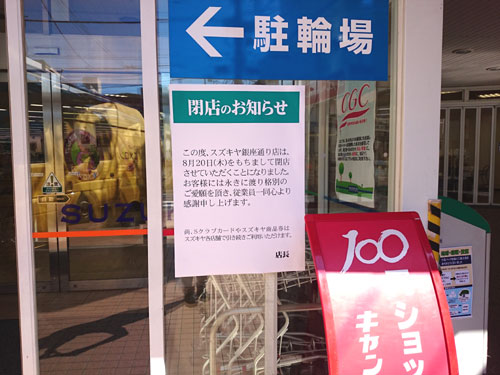 駐輪場
閉店のお知らせ
この度、スズキヤ銀座通り店は、
8月20日(木)をもちまして閉店
させていただくことになりました。
お客様には永きに渡り格別の
ご愛顧を頂き、従業員一同心より
感謝申し上げます。
尚、Sクラブカードやスズキヤ商品券は
スズキヤ各店舗で引き続きご利用いただけます。
店長
CGC
SUZU
100
ショッ
キャン